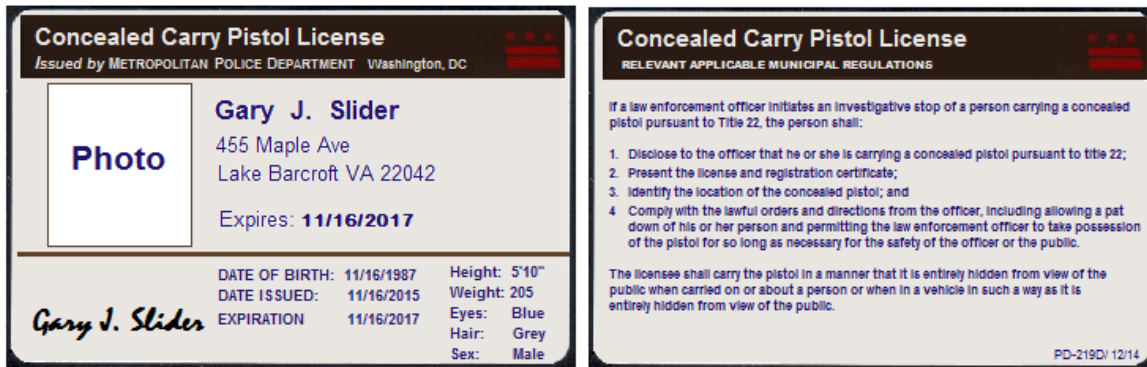 Concealed Carry Pistol License
Issued by METROPOLITAN POLICE DEPARTMENT Washington, DC
Photo
Gary J. Slider
455 Maple Ave
Lake Barcroft VA 22042
Expires: 11/16/2017
Gary J. Slider
DATE OF BIRTH: 11/16/1987
DATE ISSUED: 11/16/2015
EXPIRATION 11/16/2017
Height: 5'10"
Weight: 205
Eyes: Blue
Hair: Grey
Sex: Male
Concealed Carry Pistol License
RELEVANT APPLICABLE MUNICIPAL REGULATIONS
If a law enforcement officer initiates an investigative stop of a person carrying a concealed
pistol pursuant to Title 22, the person shall:
1. Disclose to the officer that he or she is carrying a concealed pistol pursuant to title 22;
2. Present the license and registration certificate;
3. Identify the location of the concealed pistol; and
4 Comply with the lawful orders and directions from the officer, including allowing a pat
down of his or her person and permitting the law enforcement officer to take possession
of the pistol for so long as necessary for the safety of the officer or the public.
The licensee shall carry the pistol in a manner that it is entirely hidden from view of the
public when carried on or about a person or when in a vehicle in such a way as it is
entirely hidden from view of the public.
PD-219D/ 12/14